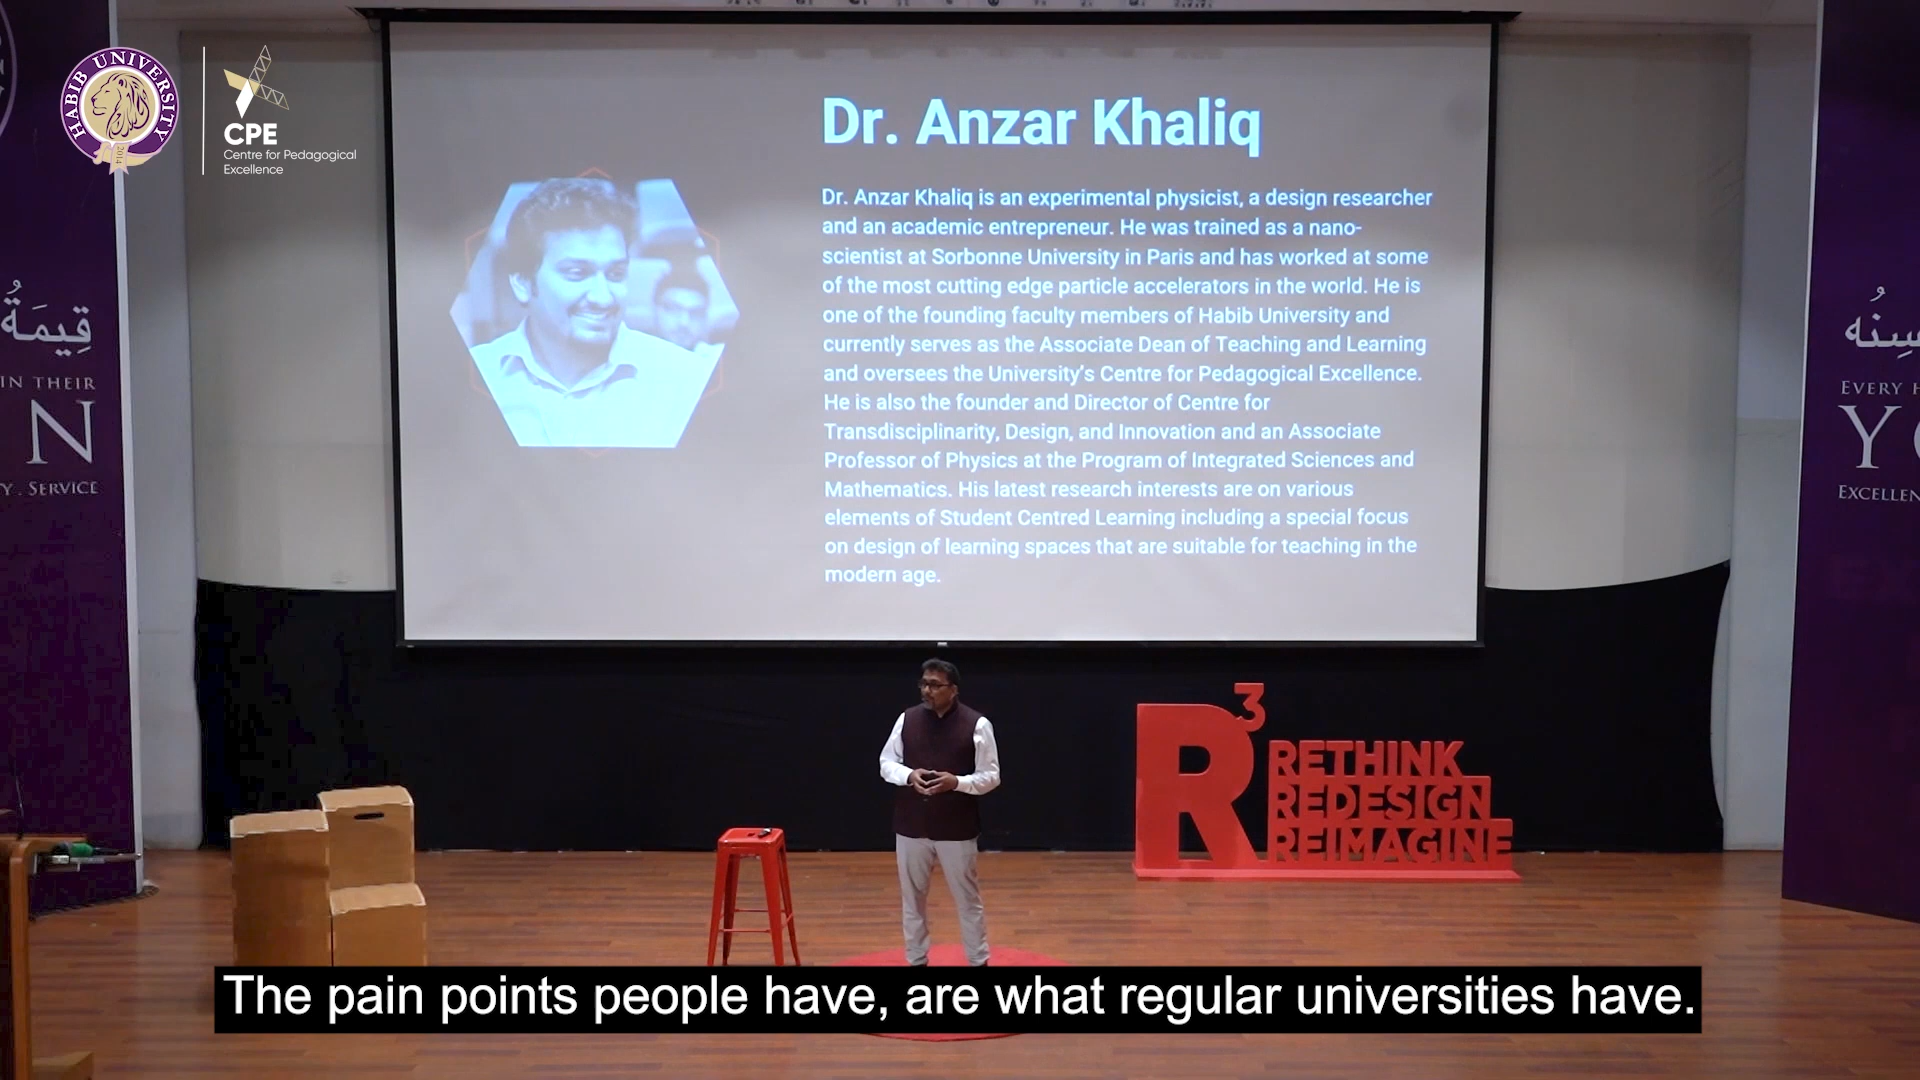 HABIB UNIVERSITY
2014
CPE
Centre for Pedagogical
Excellence
Dr. Anzar Khaliq
Dr. Anzar Khaliq is an experimental physicist, a design researcher
and an academic entrepreneur. He was trained as a nano-
scientist at Sorbonne University in Paris and has worked at some
of the most cutting edge particle accelerators in the world. He is
one of the founding faculty members of Habib University and
currently serves as the Associate Dean of Teaching and Learning
and oversees the University's Centre for Pedagogical Excellence.
He is also the founder and Director of Centre for
Transdisciplinarity, Design, and Innovation and an Associate
Professor of Physics at the Program of Integrated Sciences and
Mathematics. His latest research interests are on various
elements of Student Centred Learning including a special focus
on design of learning spaces that are suitable for teaching in the
modern age.
قِيمَةُ
IN THEIR
N
Y. SERVICE
EVERY
Y
EXCELLEN
R3
RETHINK
REDESIGN
REIMAGINE
The pain points people have, are what regular universities have.